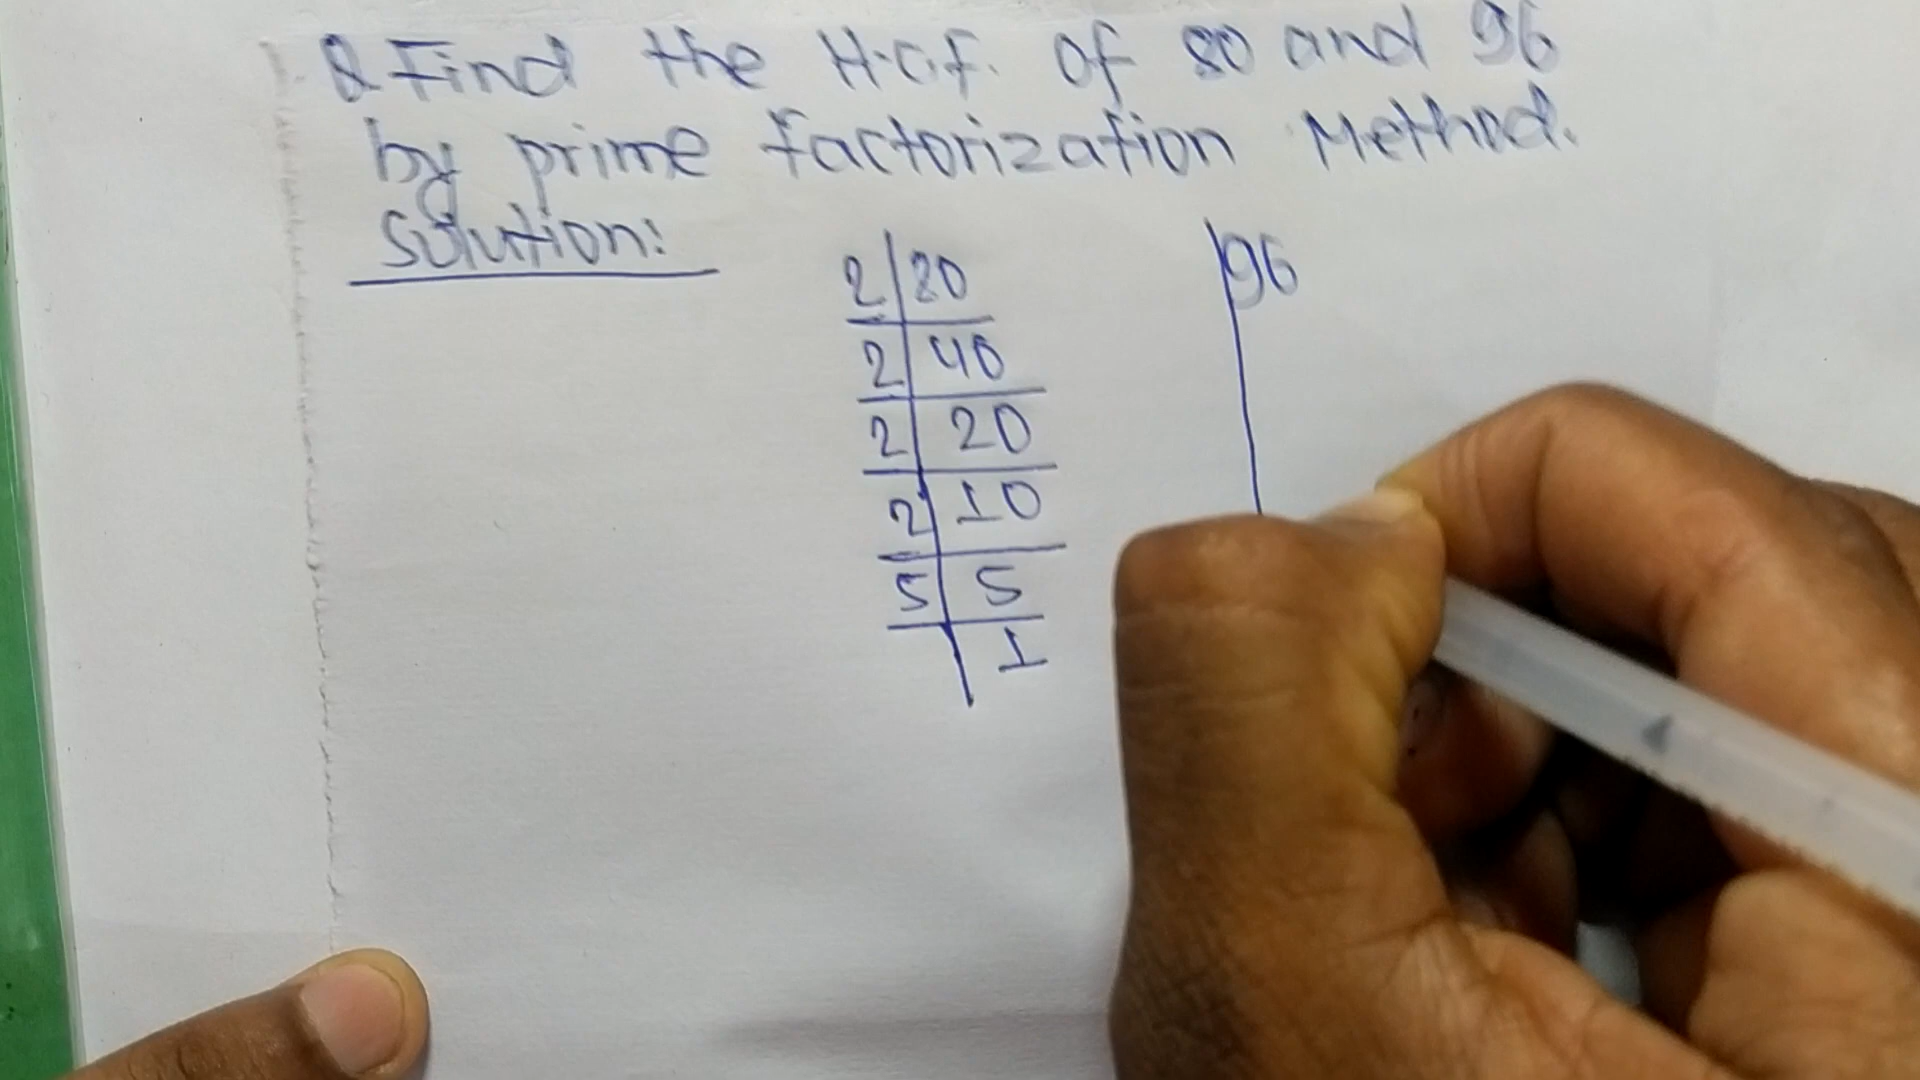 Q. Find the H.C.F. Of 80 and 96
by prime factorization Method.
Solution:
2 80
2 40
2 20
2 10
5 5
1
96